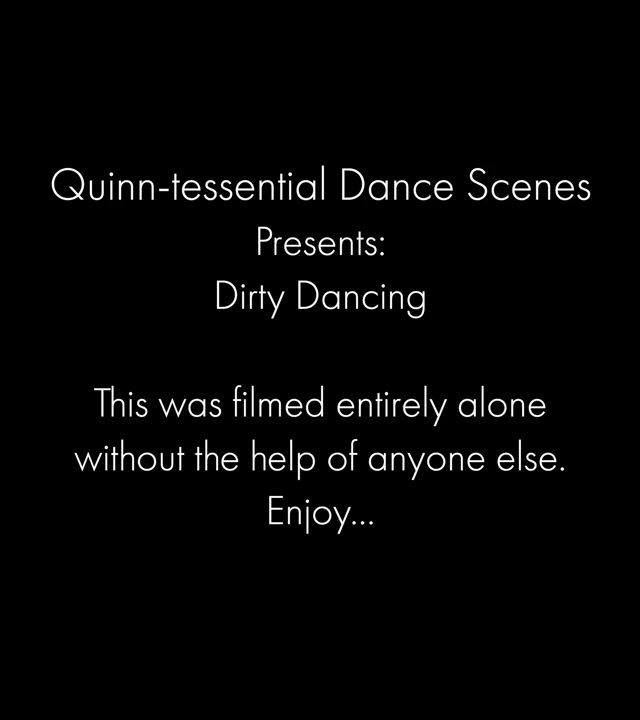 Quinn-tessential Dance Scenes
Presents:
Dirty Dancing
This was filmed entirely alone
without the help of anyone else.
Enjoy...